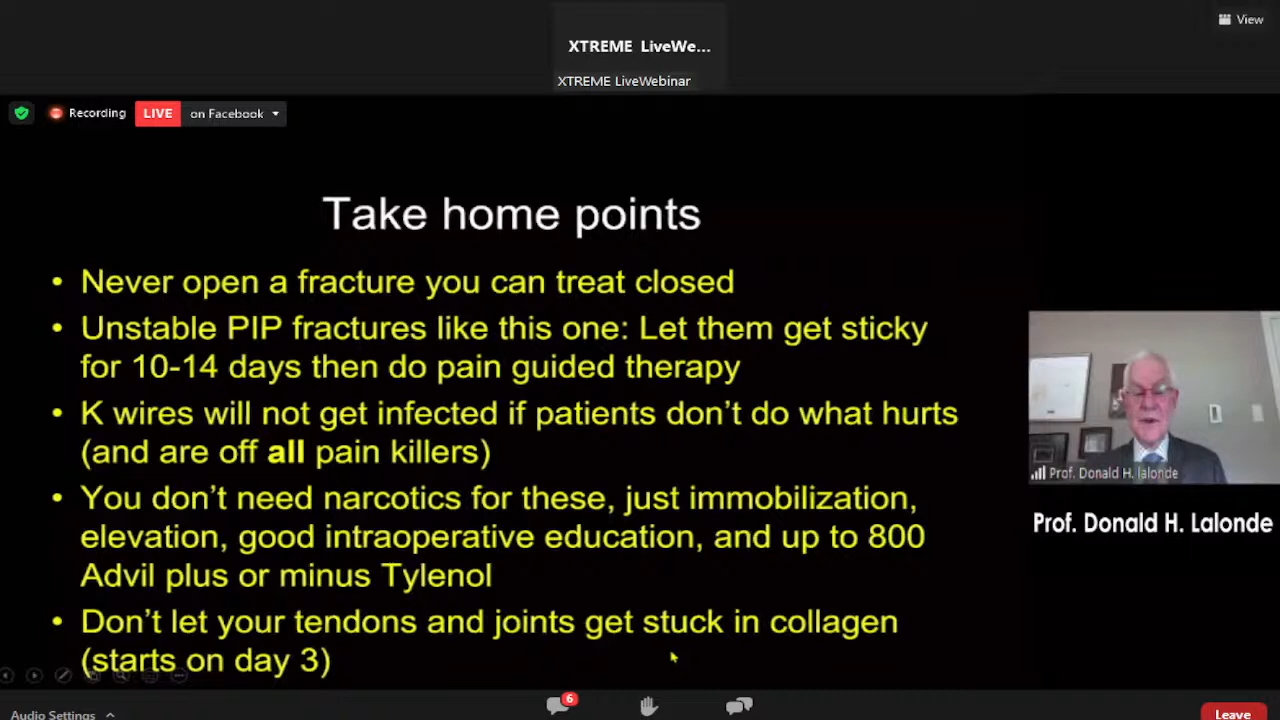 View
XTREME LiveWe...
XTREME LiveWebinar
Recording
LIVE
on Facebook
Take home points
• Never open a fracture you can treat closed
• Unstable PIP fractures like this one: Let them get sticky
for 10-14 days then do pain guided therapy
• K wires will not get infected if patients don't do what hurts
(and are off all pain killers)
• You don't need narcotics for these, just immobilization,
elevation, good intraoperative education, and up to 800
Advil plus or minus Tylenol
• Don't let your tendons and joints get stuck in collagen
(starts on day 3)
Prof. Donald H. lalonde
Prof. Donald H. Lalonde
6
Audio Settings
Leave